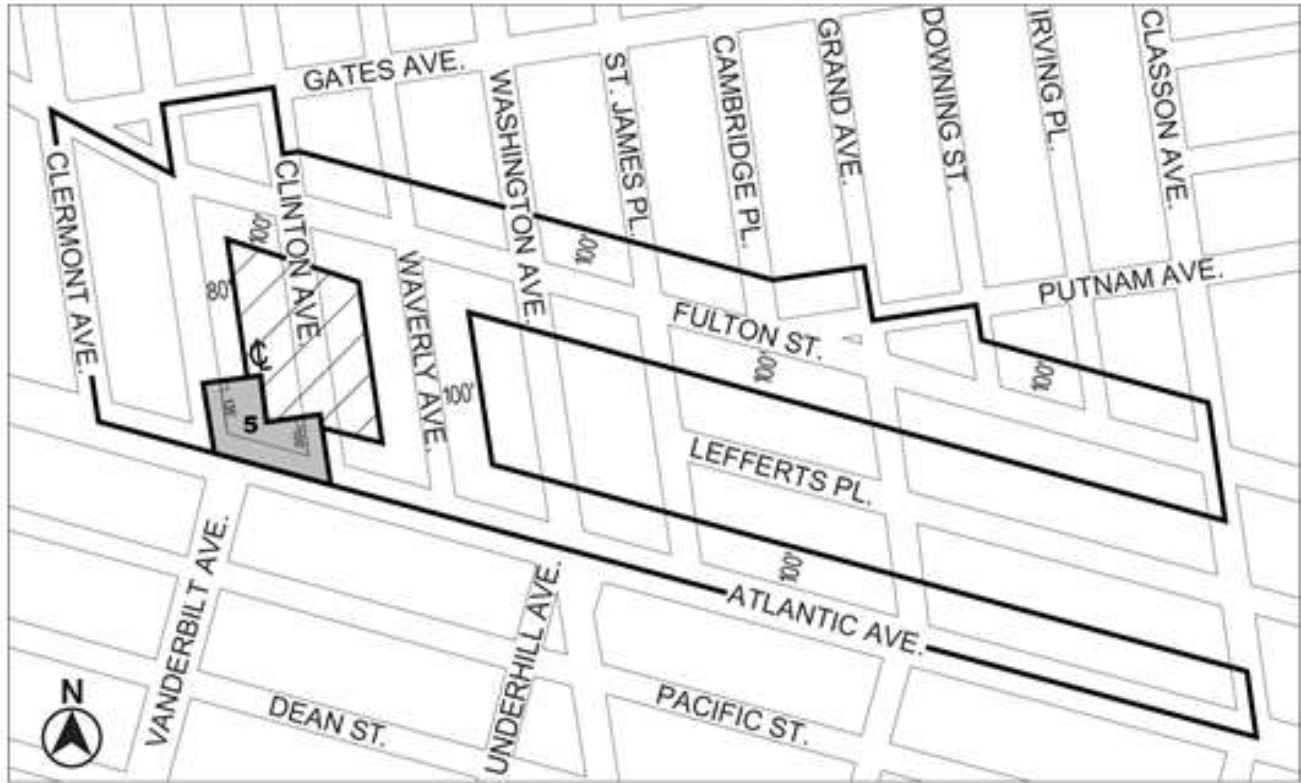 GATES AVE.
CLERMONT AVE.
CLINTON AVE.
WASHINGTON AVE.
ST. JAMES PL.
CAMBRIDGE PL.
GRAND AVE.
DOWNING ST.
IRVING PL.
CLASSON AVE.
100'
80'
100'
WAVERLY AVE.
PUTNAM AVE.
FULTON ST.
100'
100'
100'
5
LEFFERTS PL.
100'
ATLANTIC AVE.
VANDERBILT AVE.
UNDERHILL AVE.
DEAN ST.
PACIFIC ST.
N